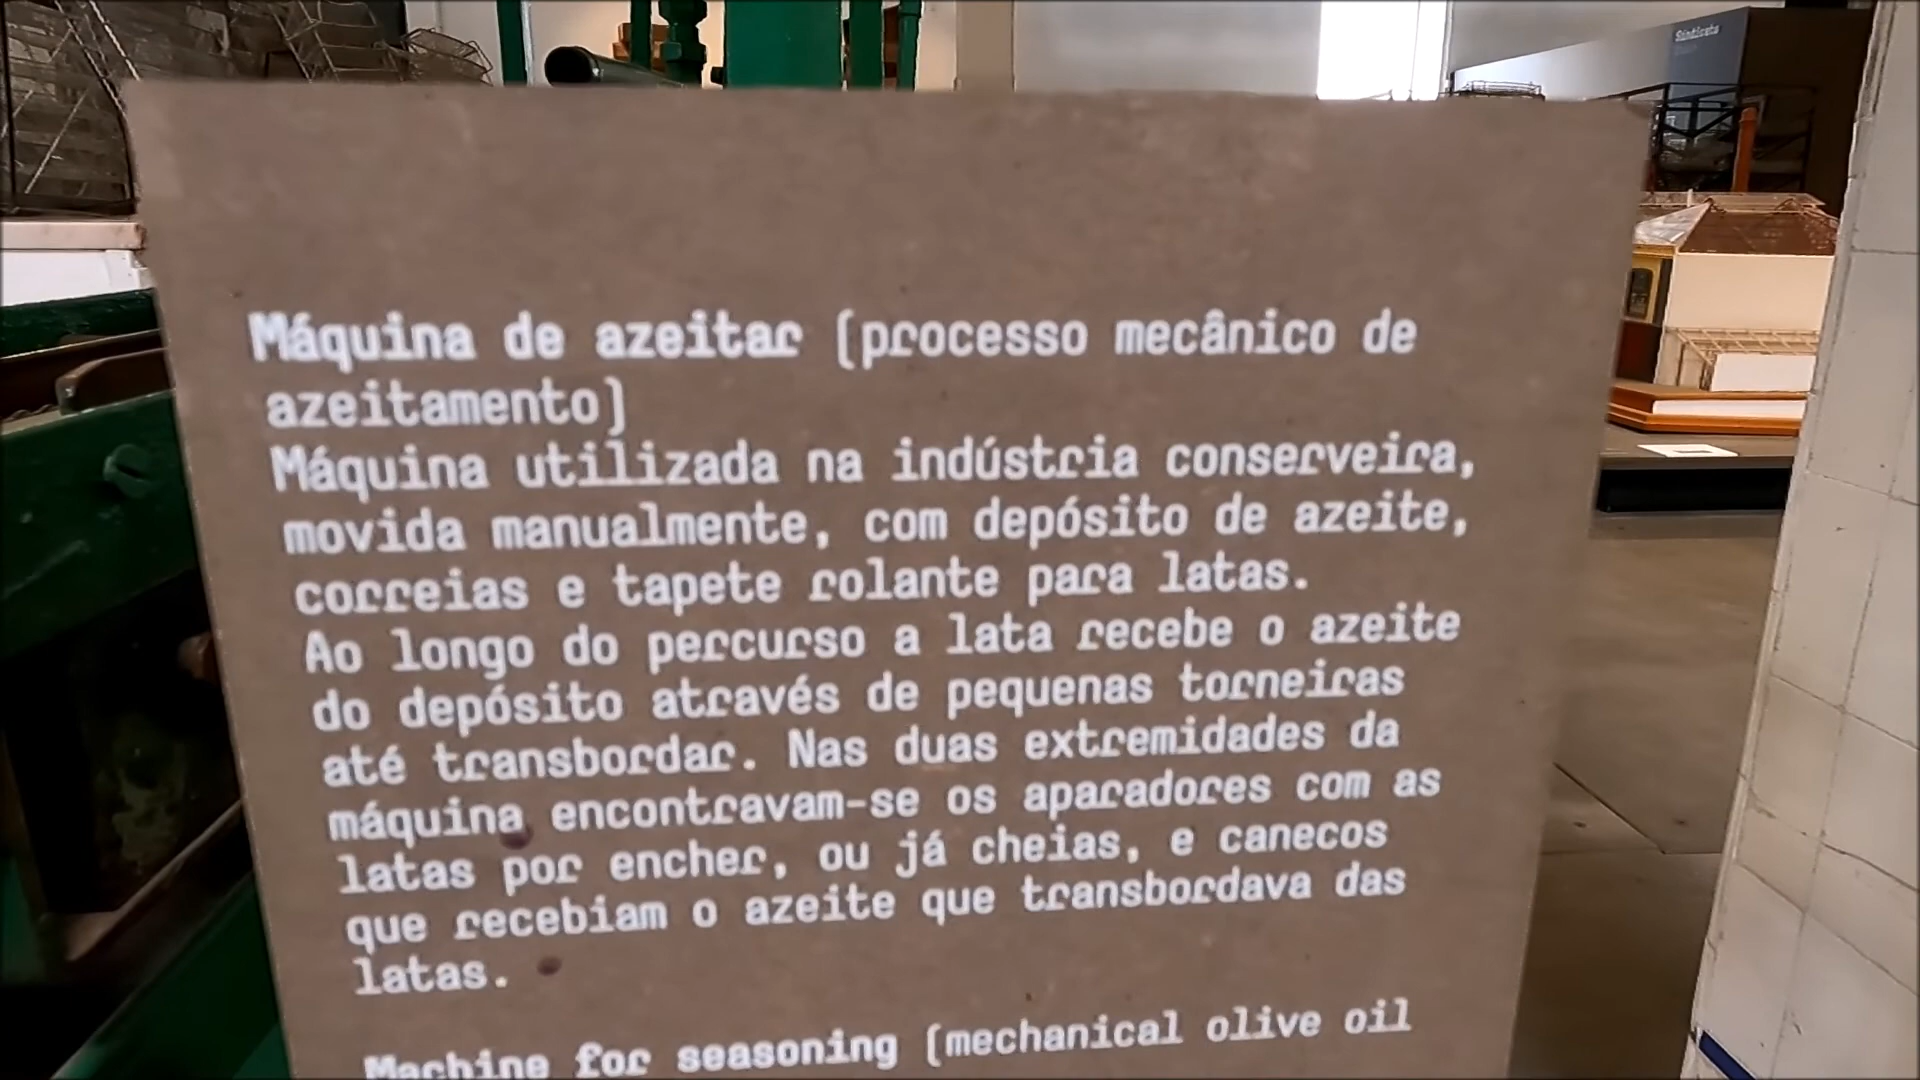 Sindicato
Máquina de azeitar (processo mecânico de
azeitamento)
Máquina utilizada na indústria conserveira,
movida manualmente, com depósito de azeite,
correias e tapete rolante para latas.
Ao longo do percurso a lata recebe o azeite
do depósito através de pequenas torneiras
até transbordar. Nas duas extremidades da
máquina encontravam-se os aparadores com as
latas por encher, ou já cheias, e canecos
que recebiam o azeite que transbordava das
latas.
Machine for seasoning (mechanical olive oil